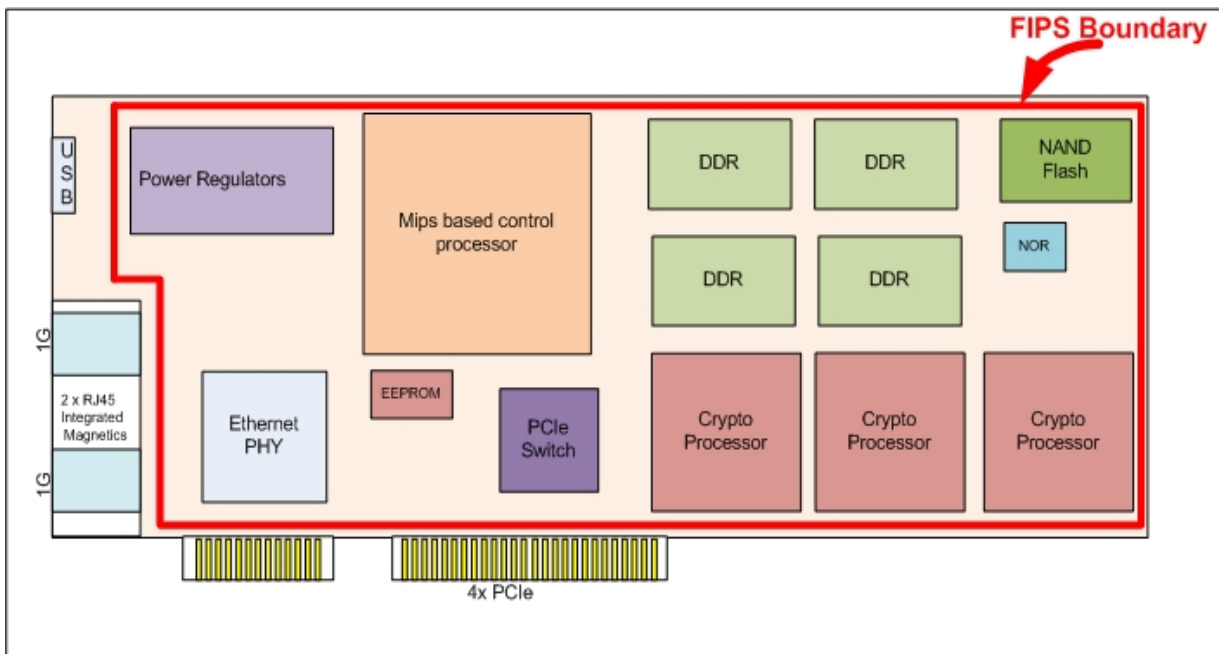 FIPS Boundary
U
S
B
Power Regulators
Mips based control
processor
DDR
DDR
NAND
Flash
NOR
DDR
DDR
1G
2 x RJ45
Integrated
Magnetics
1G
Ethernet
PHY
EEPROM
PCIe
Switch
Crypto
Processor
Crypto
Processor
Crypto
Processor
4x PCIe